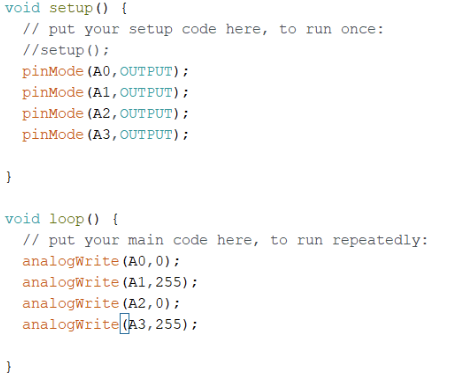 void setup() {
  // put your setup code here, to run once:
  //setup();
  pinMode(A0,OUTPUT);
  pinMode(A1,OUTPUT);
  pinMode(A2,OUTPUT);
  pinMode(A3,OUTPUT);
}
void loop() {
  // put your main code here, to run repeatedly:
  analogWrite(A0,0);
  analogWrite(A1,255);
  analogWrite(A2,0);
  analogWrite(A3,255);
}